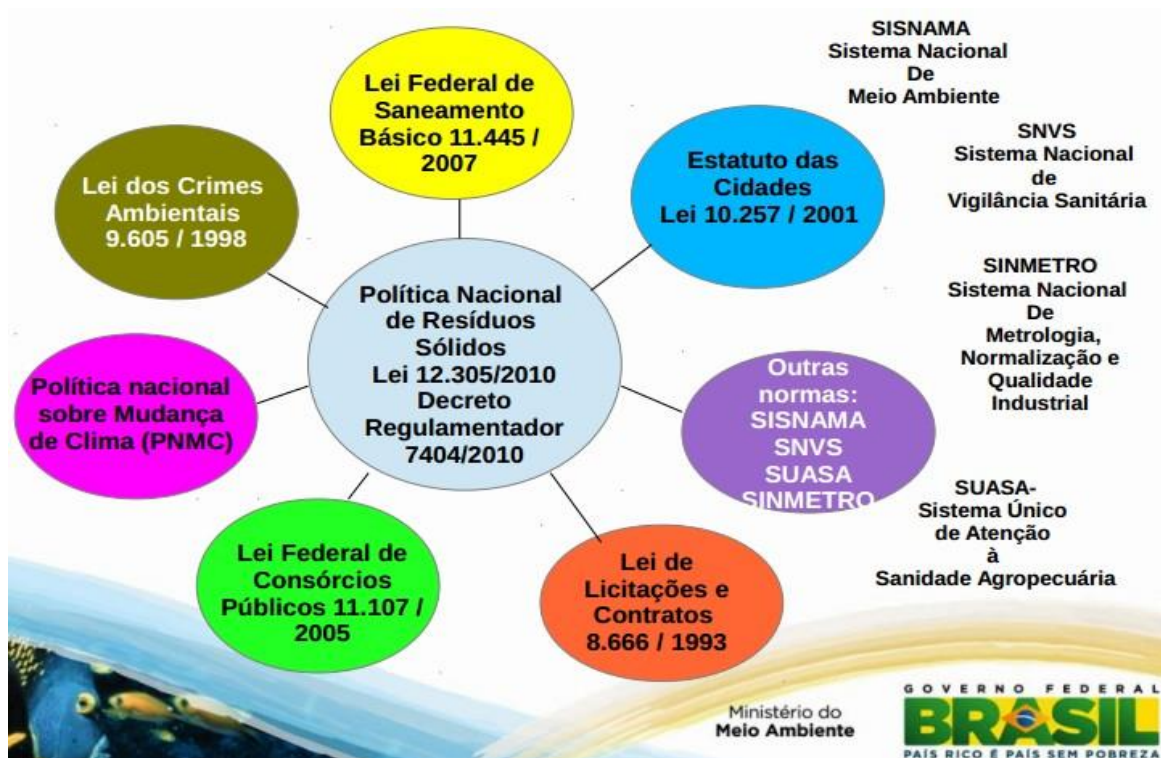 Lei Federal de
Saneamento
Básico 11.445 /
2007
Lei dos Crimes
Ambientais
9.605 / 1998
Estatuto das
Cidades
Lei 10.257 / 2001
Política Nacional
de Resíduos
Sólidos
Lei 12.305/2010
Decreto
Regulamentador
7404/2010
Política nacional
sobre Mudança
de Clima (PNMC)
Outras
normas:
SISNAMA
SNVS
SUASA
SINMETRO
Lei Federal de
Consórcios
Públicos 11.107 /
2005
Lei de
Licitações e
Contratos
8.666 / 1993
SISNAMA
Sistema Nacional
De
Meio Ambiente
SNVS
Sistema Nacional
de
Vigilância Sanitária
SINMETRO
Sistema Nacional
De
Metrologia,
Normalização e
Qualidade
Industrial
SUASA-
Sistema Único
de Atenção
à
Sanidade Agropecuária
Ministério do
Meio Ambiente
GOVERNO FEDERAL
BRASIL
PAÍS RICO É PAÍS SEM POBREZA